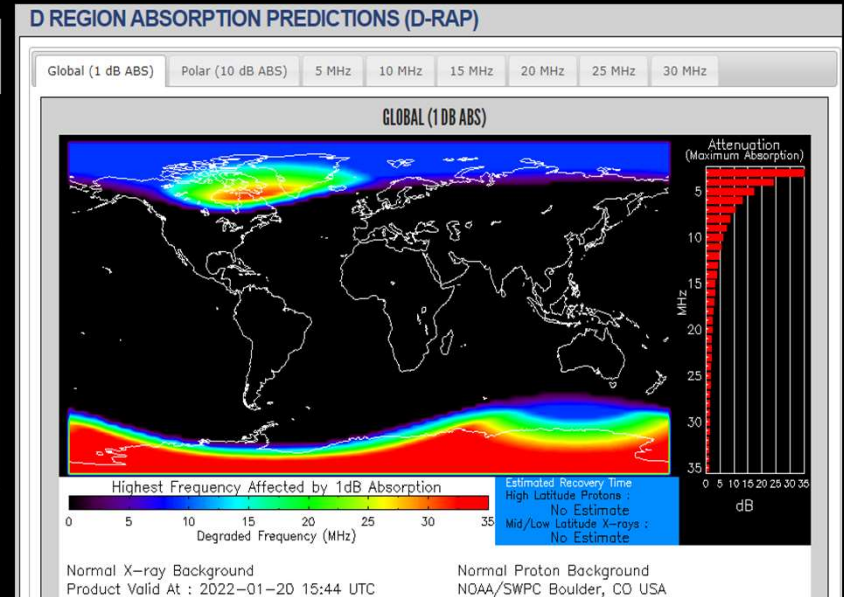 D REGION ABSORPTION PREDICTIONS (D-RAP)
Global (1 dB ABS) Polar (10 dB ABS) 5 MHz 10 MHz 15 MHz 20 MHz 25 MHz 30 MHz
GLOBAL (1 DB ABS)
Attenuation
(Maximum Absorption)
5
10
15
MHz
20
25
30
35
0 5 10 15 20 25 30 35
dB
Highest Frequency Affected by 1dB Absorption
0 5 10 15 20 25 30 35
Degraded Frequency (MHz)
Estimated Recovery Time
High Latitude Protons :
No Estimate
Mid/Low Latitude X-rays :
No Estimate
Normal X-ray Background
Product Valid At : 2022-01-20 15:44 UTC
Normal Proton Background
NOAA/SWPC Boulder, CO USA